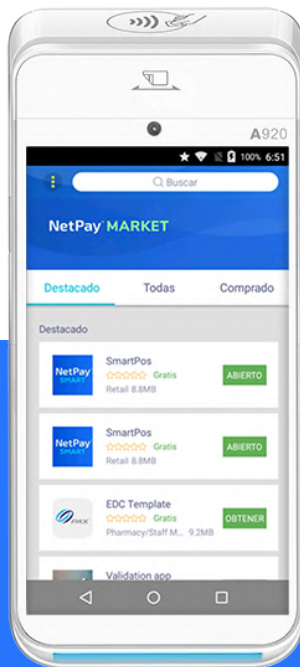 A920
100% 6:51
Buscar
NetPay MARKET
Destacado Todas Comprado
Destacado
NetPay SMART
SmartPos
Gratis
Retail 8.8MB
ABIERTO
NetPay SMART
SmartPos
Gratis
Retail 8.8MB
ABIERTO
PAX
EDC Template
Gratis
Pharmacy/Staff M... 9.2MB
OBTENER
Validation app